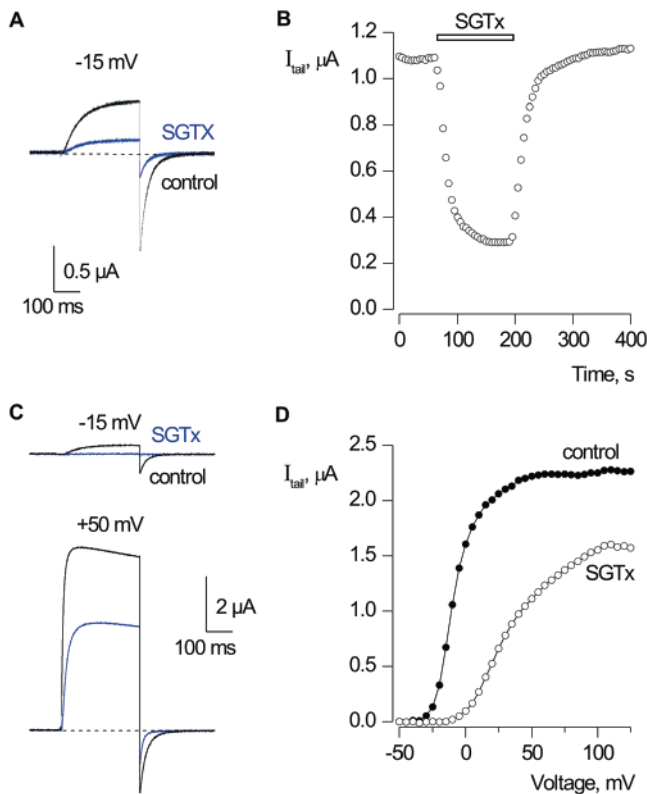 A
-15 mV
SGTX
control
0.5 µA
100 ms
B
SGTx
Itail, µA
1.2
1.0
0.8
0.6
0.4
0.2
0.0
0 100 200 300 400
Time, s
C
-15 mV
SGTx
control
+50 mV
2 µA
100 ms
D
Itail, µA
control
SGTx
2.5
2.0
1.5
1.0
0.5
0.0
-50 0 50 100
Voltage, mV